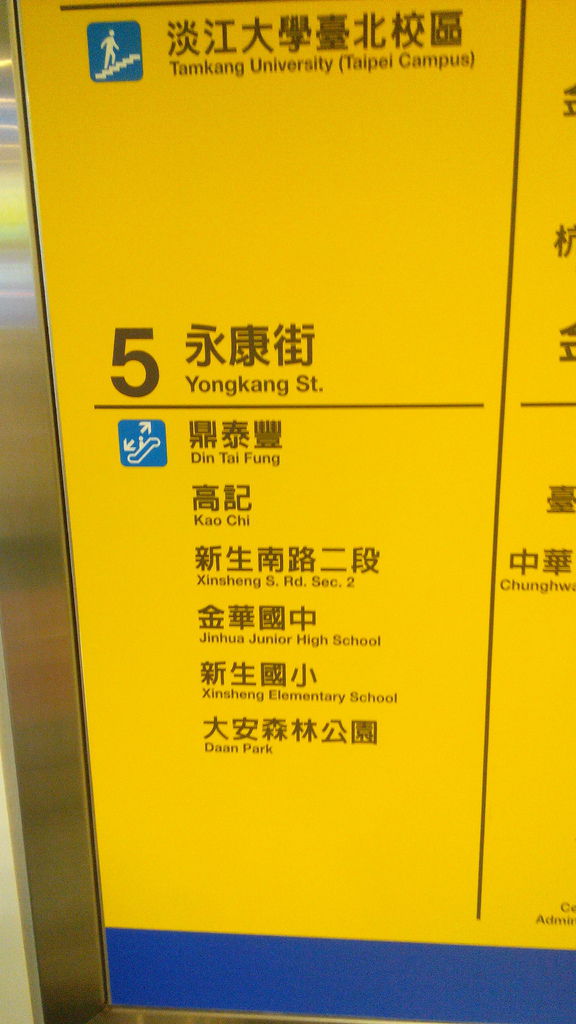 淡江大學臺北校區
Tamkang University (Taipei Campus)
5 永康街
Yongkang St.
鼎泰豐
Din Tai Fung
高記
Kao Chi
新生南路二段
Xinsheng S. Rd. Sec. 2
金華國中
Jinhua Junior High School
新生國小
Xinsheng Elementary School
大安森林公園
Daan Park
杭
臺
中華